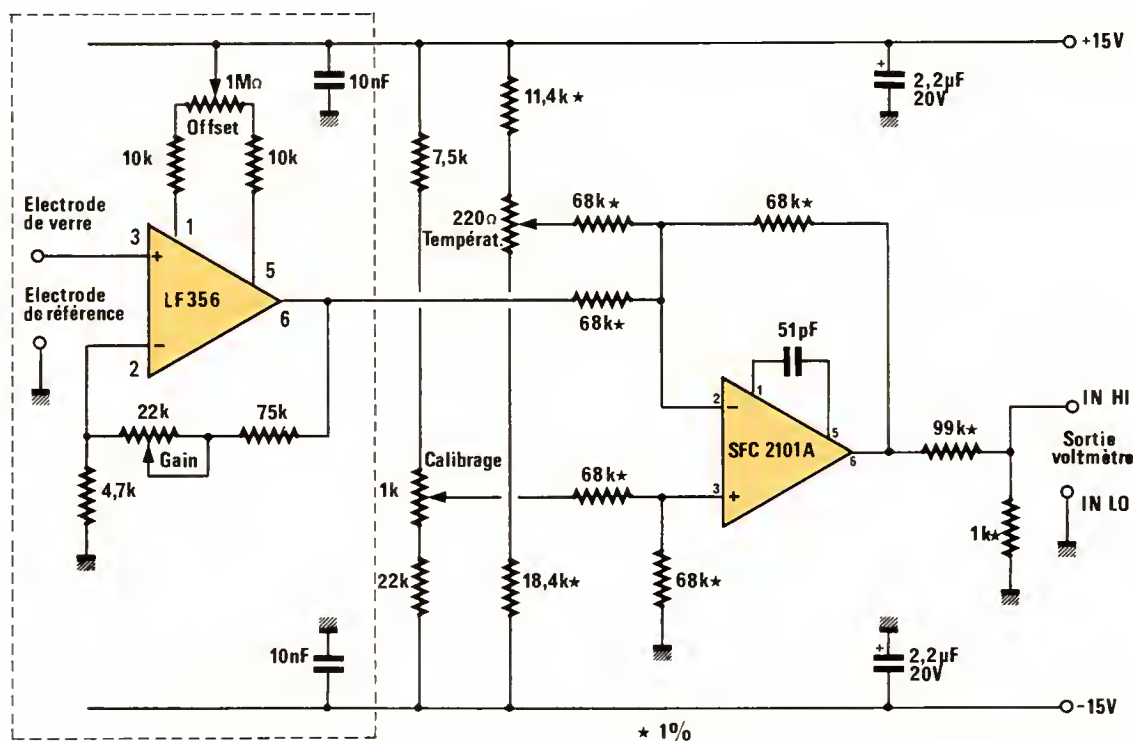 +15V
1MΩ
Offset
10nF
10k
10k
7,5k
11,4k ★
2,2µF
20V
Electrode
de verre
Electrode
de référence
3
1
5
+
LF356
6
−
2
220Ω
Températ.
68k★
68k★
68k★
51pF
22k
75k
Gain
4,7k
Calibrage
1k
68k★
2
−
1
5
SFC 2101A
6
3
+
99k★
IN HI
Sortie
voltmètre
IN LO
1k★
22k
18,4k★
68k★
10nF
+
2,2µF
20V
+
-15V
★ 1%